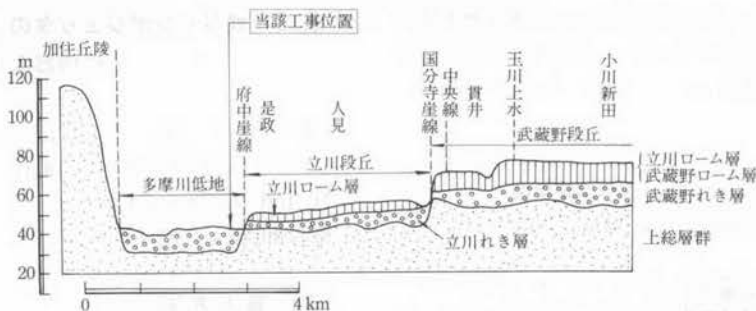 当該工事位置
加住丘陵
m
120
100
80
60
40
20
多摩川低地
府中崖線
是政
人見
立川段丘
立川ローム層
立川れき層
国分寺崖線
中央線
貫井
玉川上水
小川新田
武蔵野段丘
立川ローム層
武蔵野ローム層
武蔵野れき層
上総層群
0
4 km